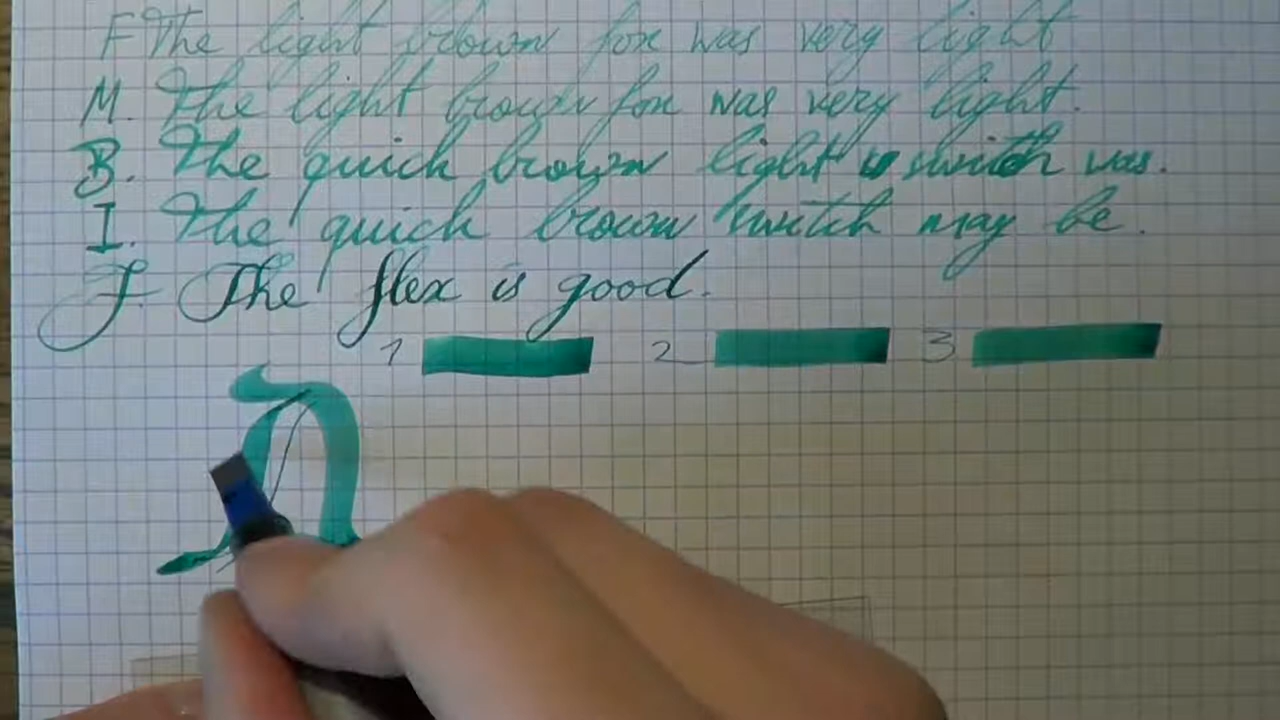 F The light brown fox was very light
M. The light brown fox was very light.
B. The quick brown light switch was.
I. The quick brown switch may be.
F. The flex is good.
1 2 3